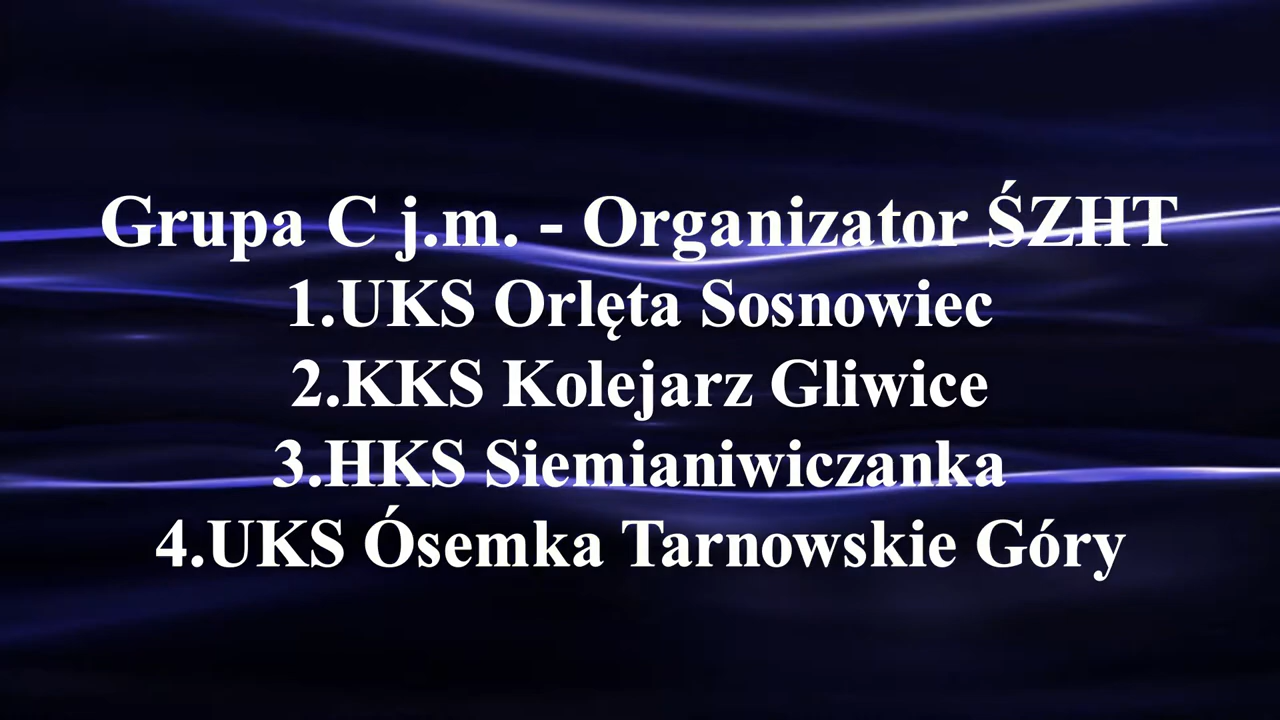 Grupa C j.m. - Organizator ŚZHT
1.UKS Orlęta Sosnowiec
2.KKS Kolejarz Gliwice
3.HKS Siemianiwiczanka
4.UKS Ósemka Tarnowskie Góry